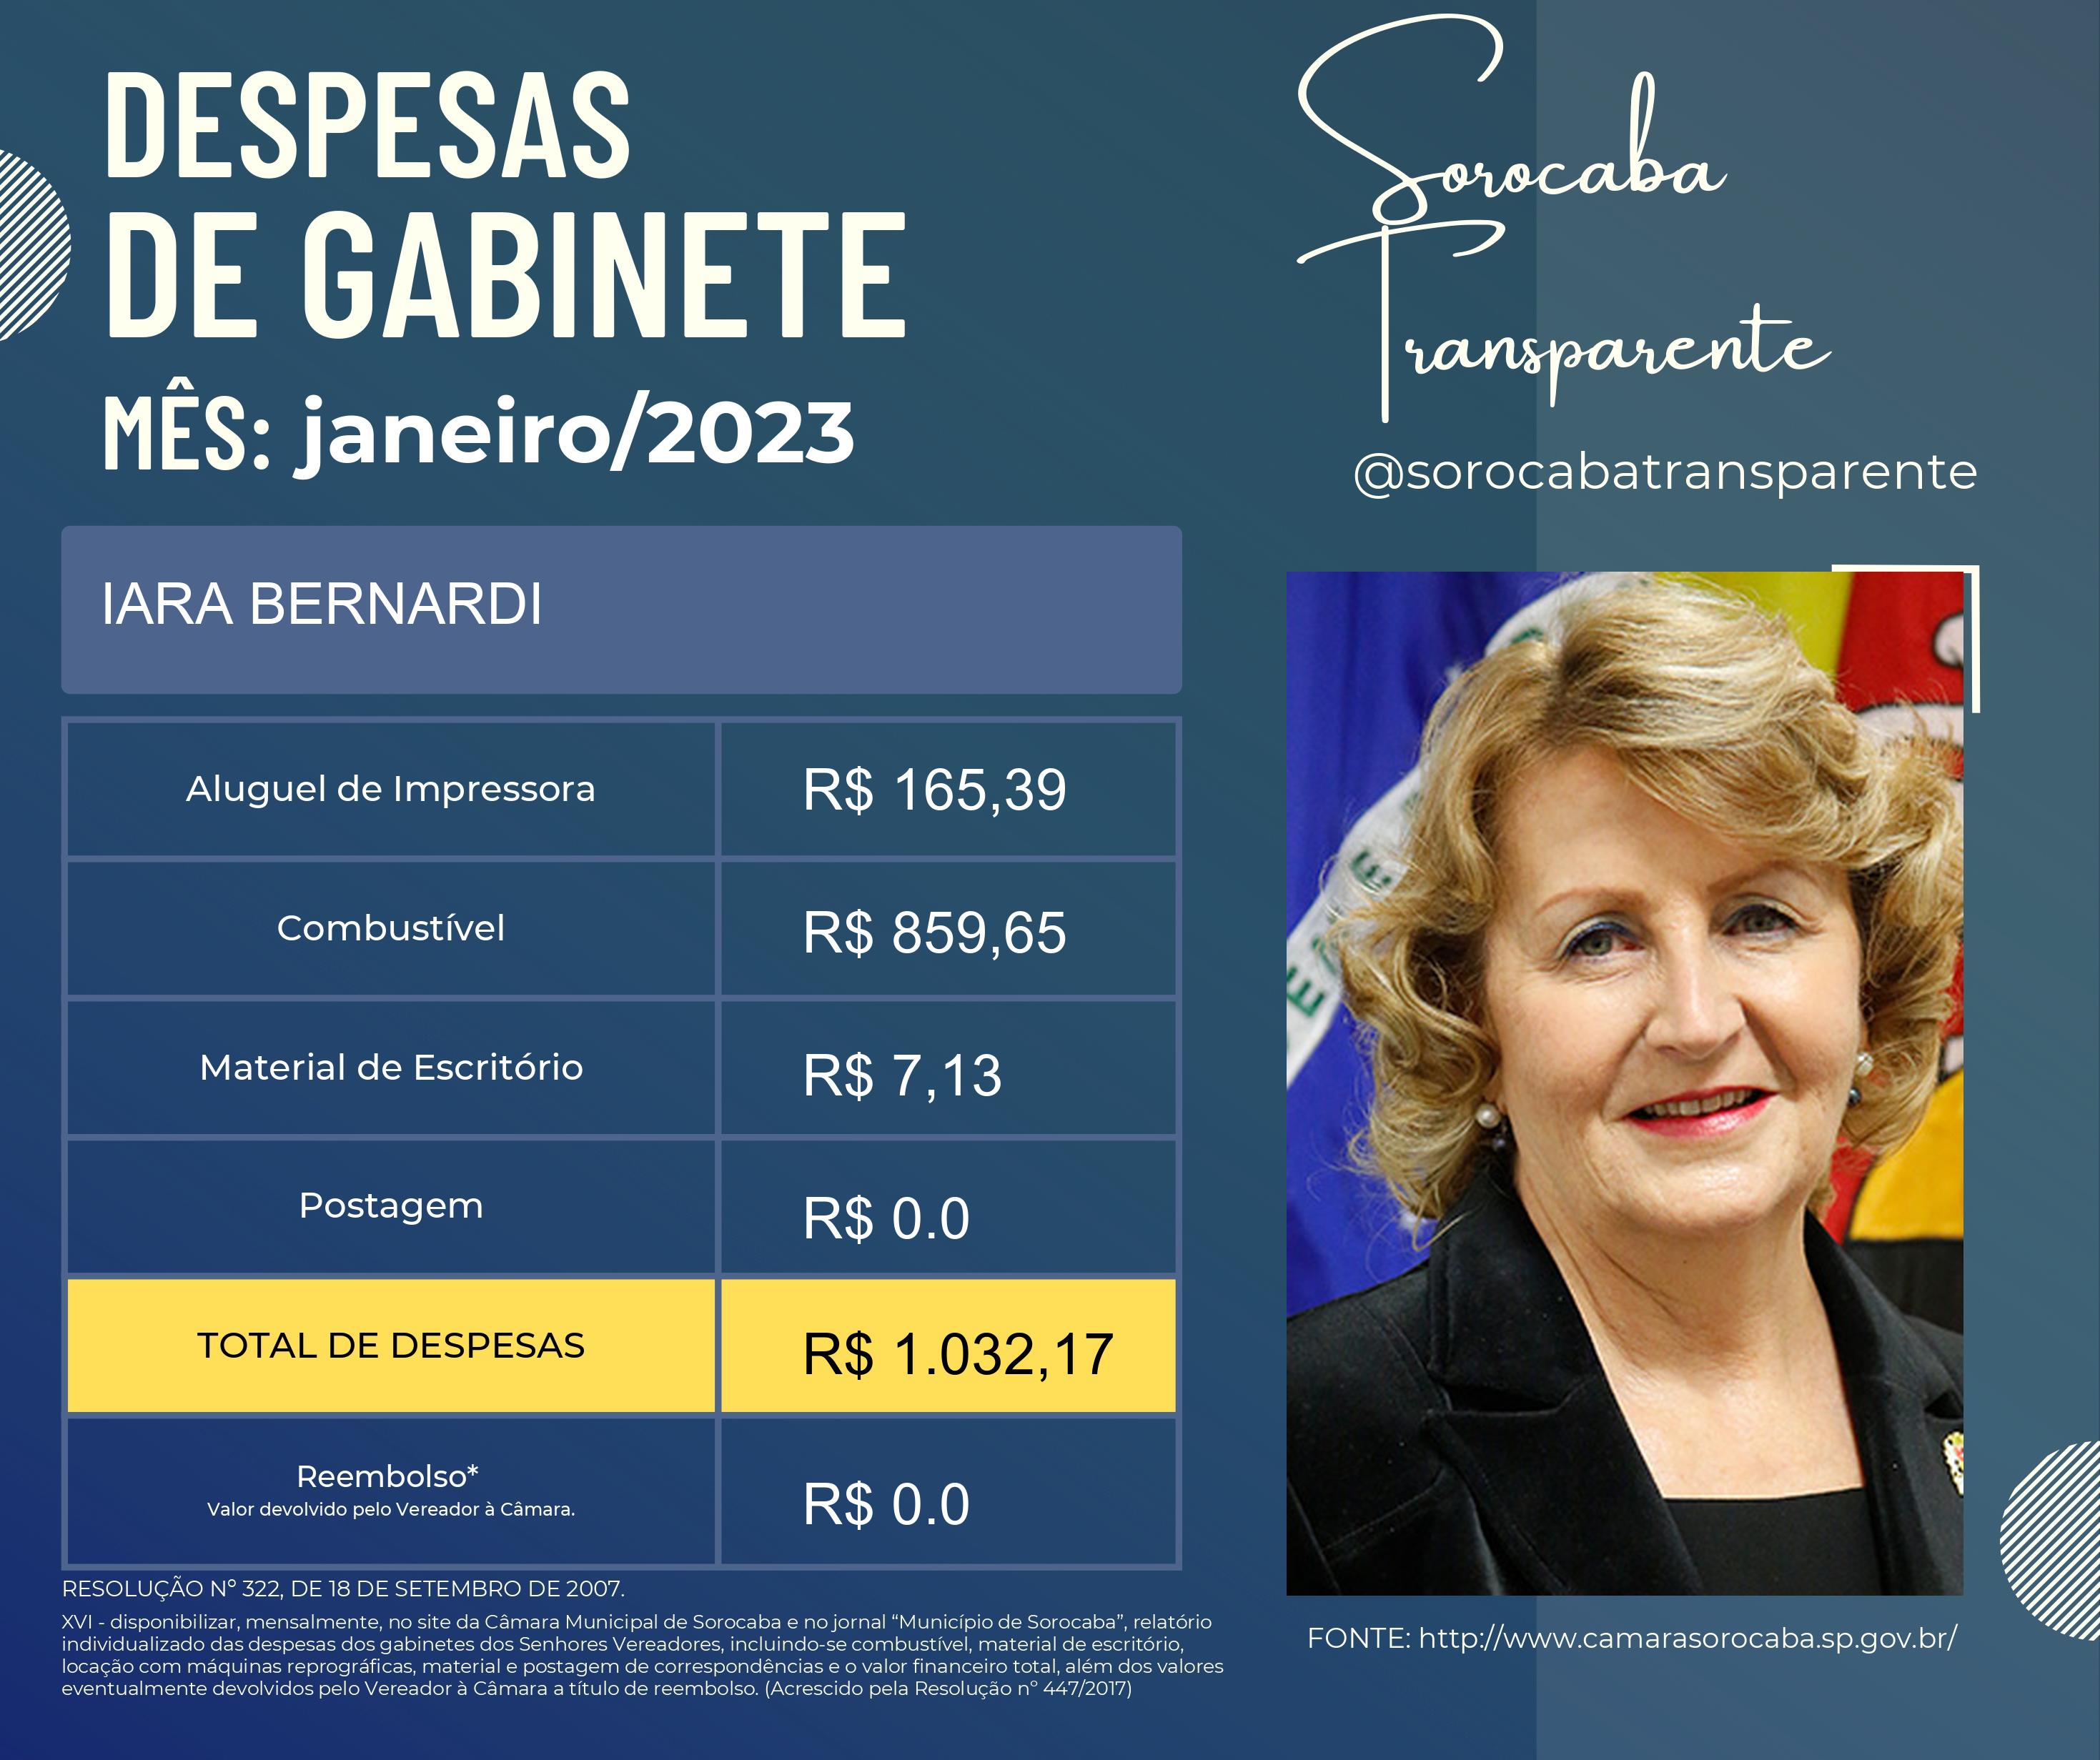 DESPESAS
DE GABINETE
MÊS: janeiro/2023
Sorocaba
Transparente
@sorocabatransparente
IARA BERNARDI
Aluguel de Impressora R$ 165,39
Combustível R$ 859,65
Material de Escritório R$ 7,13
Postagem R$ 0.0
TOTAL DE DESPESAS R$ 1.032,17
Reembolso* R$ 0.0
Valor devolvido pelo Vereador à Câmara.
RESOLUÇÃO Nº 322, DE 18 DE SETEMBRO DE 2007.
XVI - disponibilizar, mensalmente, no site da Câmara Municipal de Sorocaba e no jornal “Município de Sorocaba”, relatório
individualizado das despesas dos gabinetes dos Senhores Vereadores, incluindo-se combustível, material de escritório,
locação com máquinas reprográficas, material e postagem de correspondências e o valor financeiro total, além dos valores
eventualmente devolvidos pelo Vereador à Câmara a título de reembolso. (Acrescido pela Resolução nº 447/2017)
FONTE: http://www.camarasorocaba.sp.gov.br/